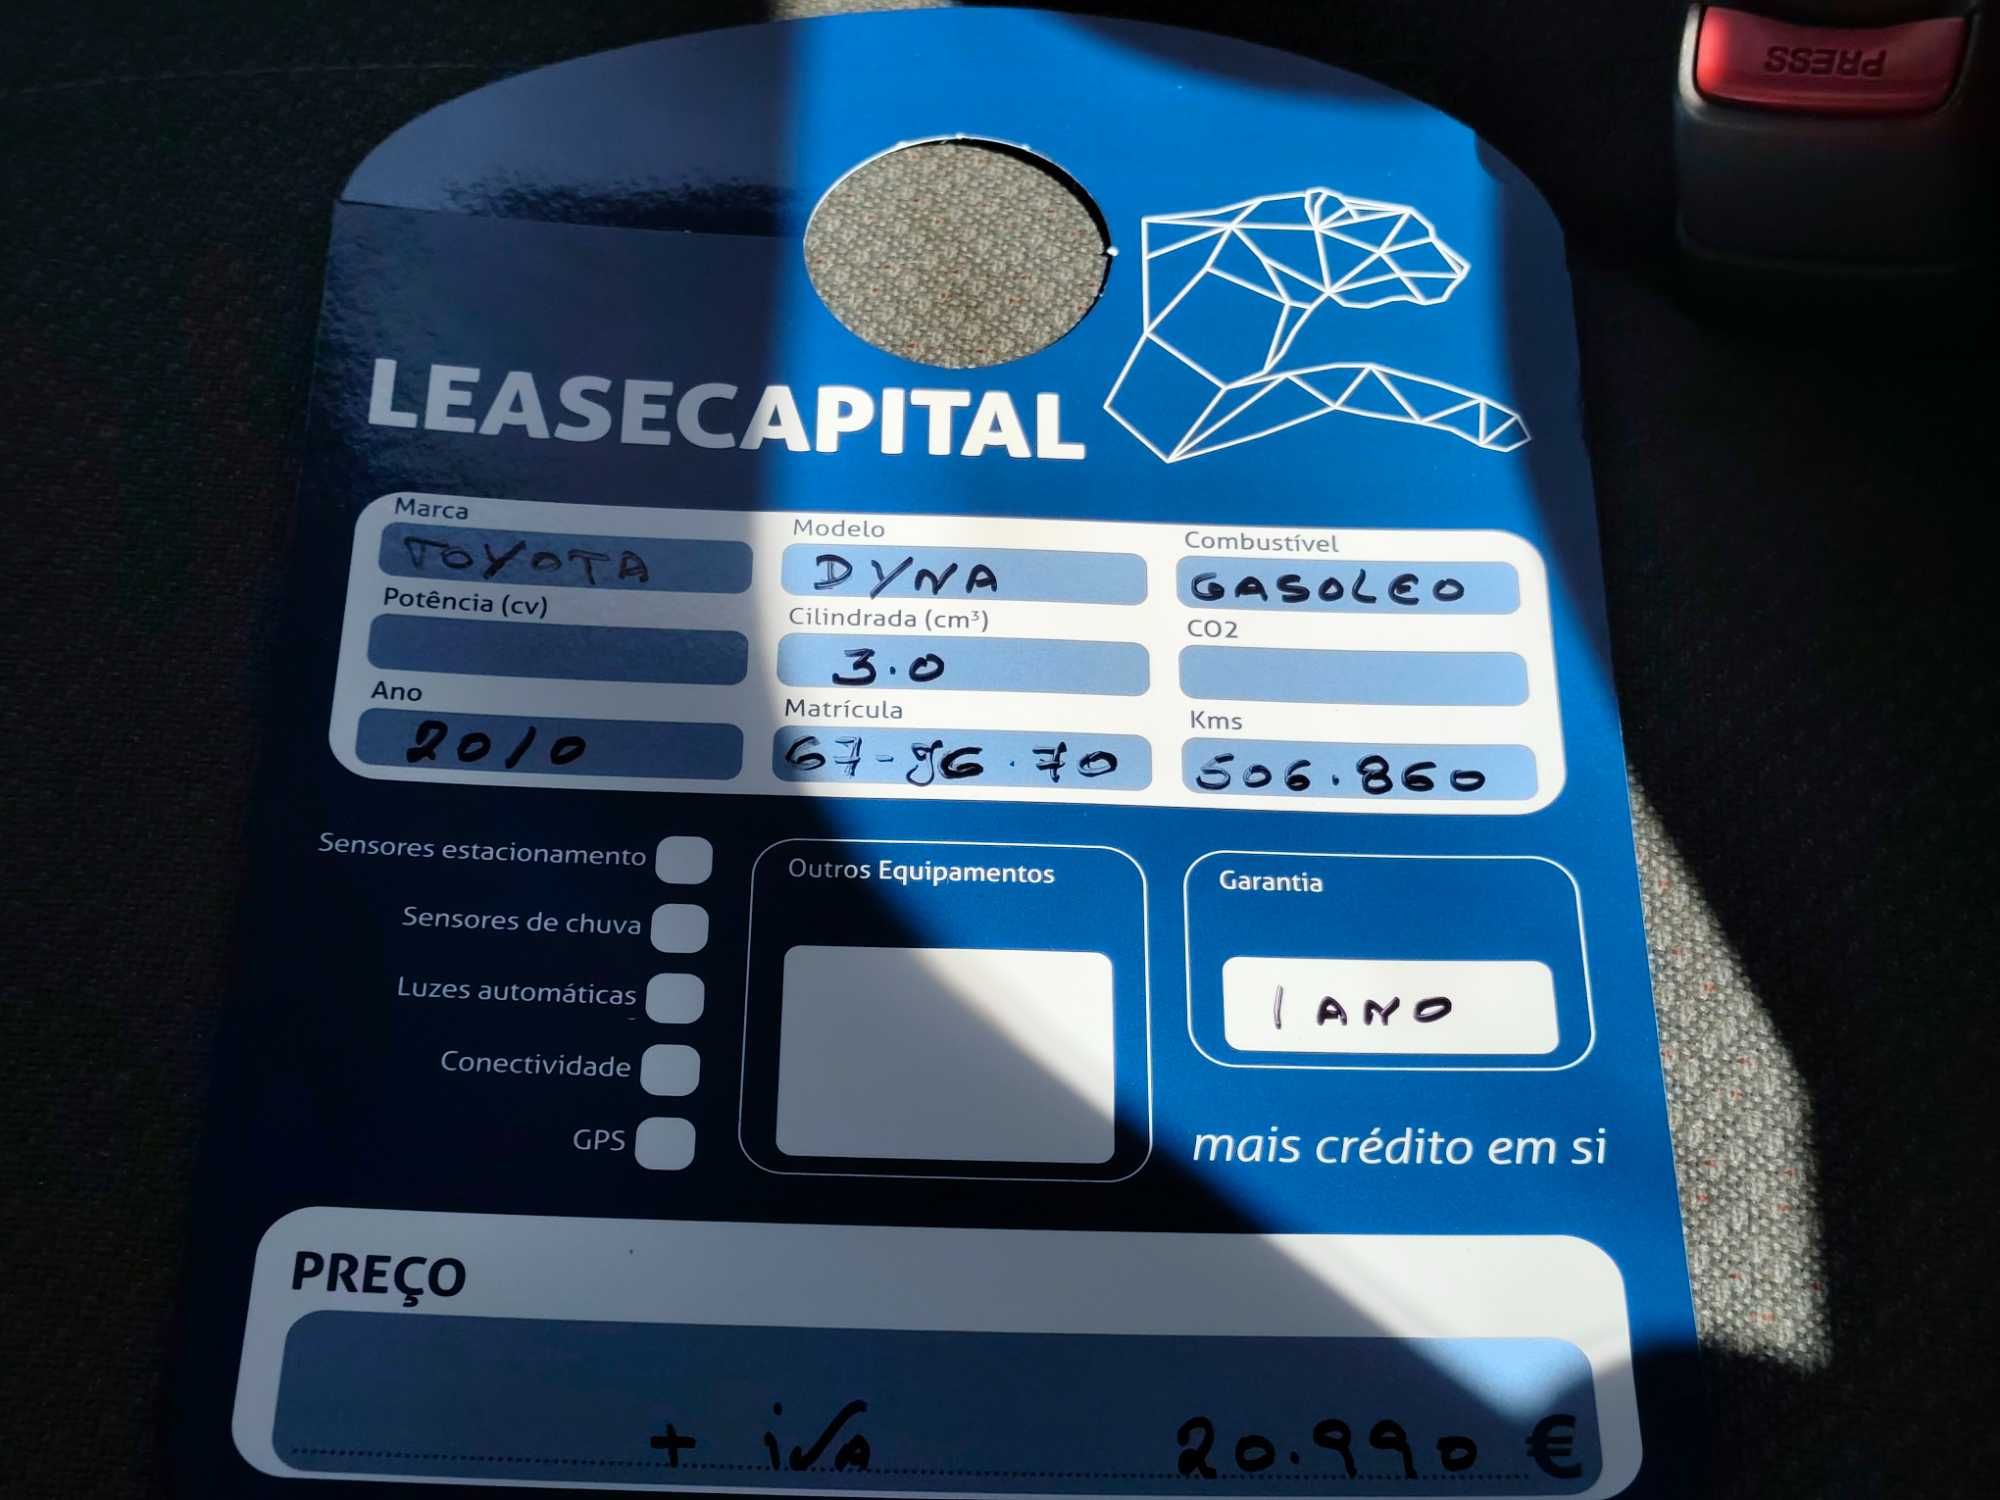 PRESS
LEASECAPITAL
Marca Modelo Combustível
TOYOTA DYNA GASOLEO
Potência (cv) Cilindrada (cm³) CO2
3.0
Ano Matrícula Kms
2010 67- 70 506.860
Sensores estacionamento
Sensores de chuva
Luzes automáticas
Conectividade
GPS
Outros Equipamentos
Garantia
1 ANO
mais crédito em si
PREÇO
+ iVA 20.990 €